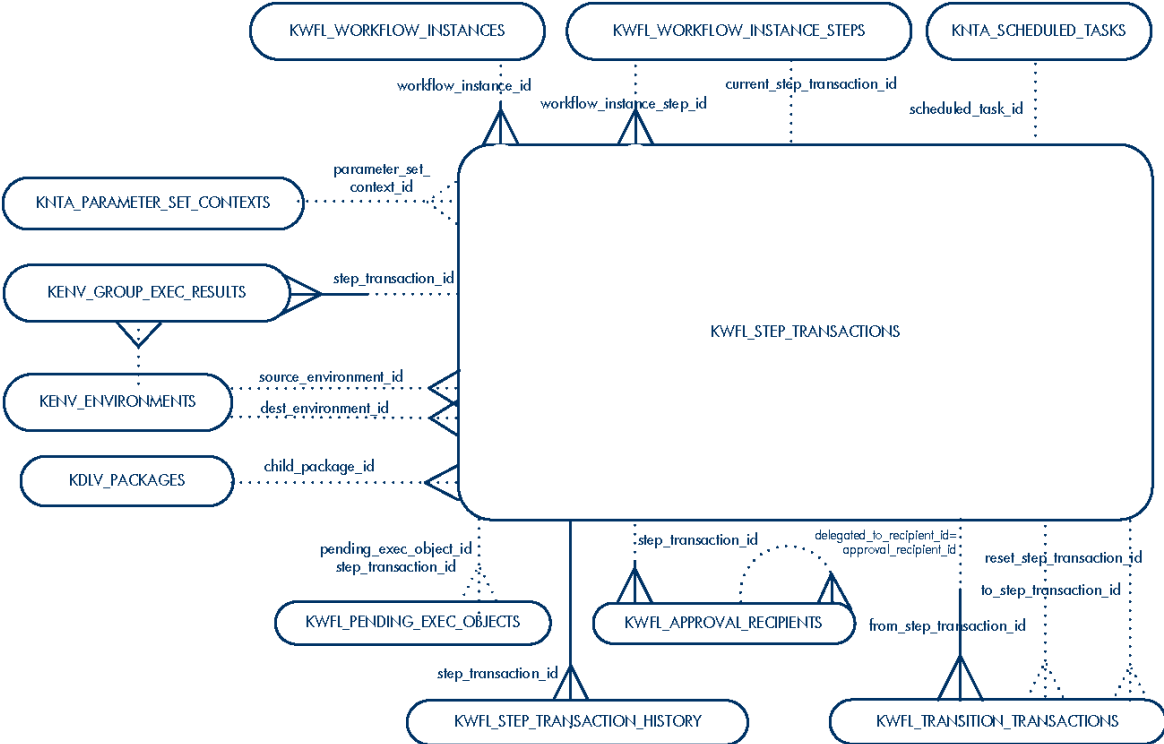 KWFL_WORKFLOW_INSTANCES
KWFL_WORKFLOW_INSTANCE_STEPS
KNTA_SCHEDULED_TASKS
workflow_instance_id
workflow_instance_step_id
current_step_transaction_id
scheduled_task_id
parameter_set_
context_id
KNTA_PARAMETER_SET_CONTEXTS
KENV_GROUP_EXEC_RESULTS
step_transaction_id
KWFL_STEP_TRANSACTIONS
KENV_ENVIRONMENTS
source_environment_id
dest_environment_id
KDLV_PACKAGES
child_package_id
pending_exec_object_id
step_transaction_id
KWFL_PENDING_EXEC_OBJECTS
step_transaction_id
KWFL_APPROVAL_RECIPIENTS
delegated_to_recipient_id=
approval_recipient_id
reset_step_transaction_id
to_step_transaction_id
from_step_transaction_id
step_transaction_id
KWFL_STEP_TRANSACTION_HISTORY
KWFL_TRANSITION_TRANSACTIONS